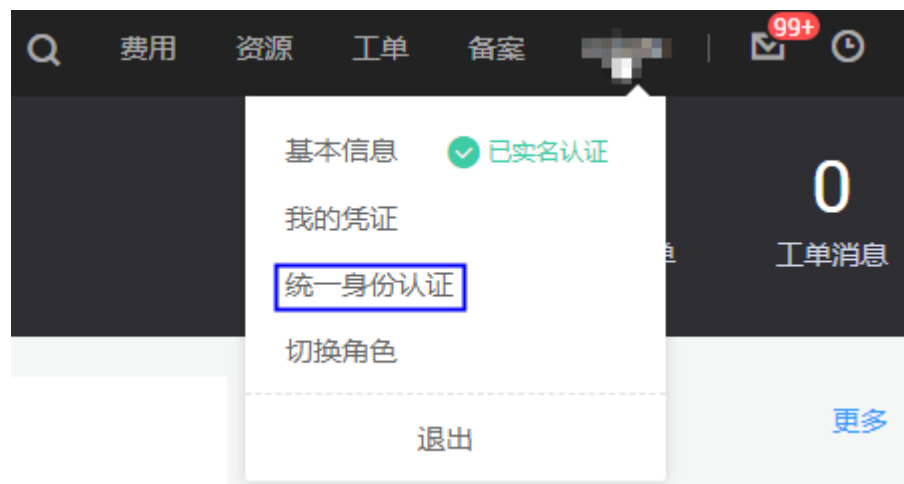 费用 资源 工单 备案 99+
基本信息 已实名认证
0
我的凭证
工单消息
统一身份认证
切换角色
更多
退出